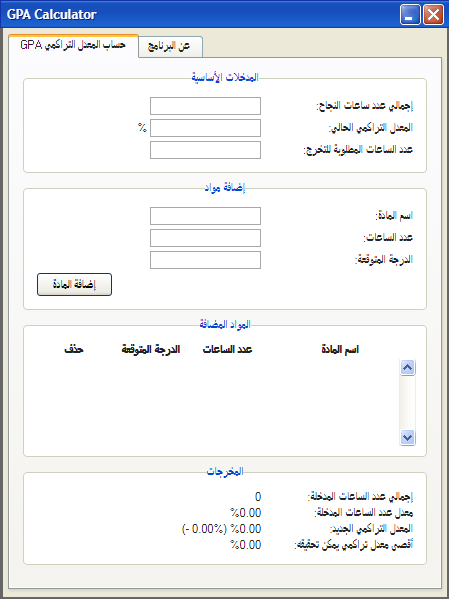 GPA Calculator
حساب المعدل التراكمي GPA
عن البرنامج
المدخلات الأساسية
إجمالي عدد ساعات النجاح:
المعدل التراكمي الحالي: %
عدد الساعات المطلوبة للتخرج:
إضافة مواد
اسم المادة:
عدد الساعات:
الدرجة المتوقعة:
إضافة المادة
المواد المضافة
اسم المادة عدد الساعات الدرجة المتوقعة حذف
المخرجات
إجمالي عدد الساعات المدخلة: 0
معدل عدد الساعات المدخلة: %0.00
المعدل التراكمي الجديد: %0.00 (%0.00 -)
أقصى معدل تراكمي يمكن تحقيقه: %0.00